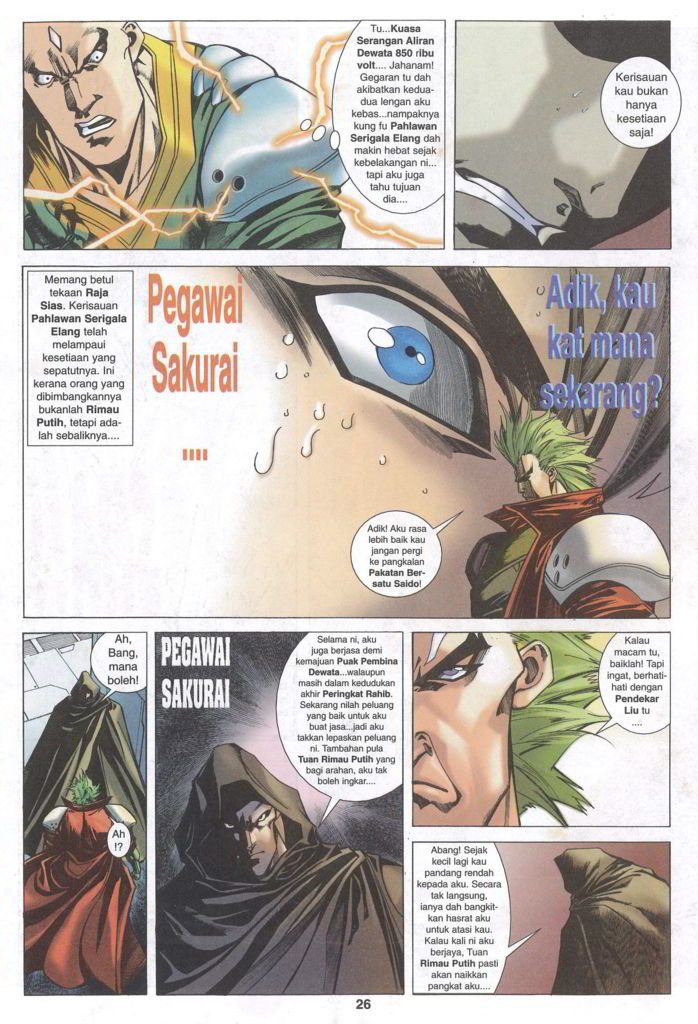 Tu...Kuasa
Serangan Aliran
Dewata 850 ribu
volt.... Jahanam!
Gegaran tu dah
akibatkan kedua-
dua lengan aku
kebas...nampaknya
kung fu Pahlawan
Serigala Elang dah
makin hebat sejak
kebelakangan ni...
tapi aku juga
tahu tujuan
dia....
Kerisauan
kau bukan
hanya
kesetiaan
saja!
Memang betul
tekaan Raja
Sias. Kerisauan
Pahlawan Serigala
Elang telah
melampaui
kesetiaan yang
sepatutnya. Ini
kerana orang yang
dibimbangkannya
bukanlah Rimau
Putih, tetapi ada-
lah sebaliknya....
Pegawai
Sakurai
....
Adik, kau
kat mana
sekarang?
Adik! Aku rasa
lebih baik kau
jangan pergi
ke pangkalan
Pakatan Ber-
satu Saido!
Ah,
Bang,
mana
boleh!
Ah
!?
PEGAWAI
SAKURAI
Selama ni, aku
juga berjasa demi
kemajuan Puak Pembina
Dewata...walaupun
masih dalam kedudukan
akhir Peringkat Rahib.
Sekarang nilah peluang
yang baik untuk aku
buat jasa...jadi aku
takkan lepaskan peluang
ni. Tambahan pula
Tuan Rimau Putih yang
bagi arahan, aku tak
boleh ingkar....
Kalau
macam tu,
baiklah! Tapi
ingat, berhati-
hati dengan
Pendekar
Liu tu
....
Abang! Sejak
kecil lagi kau
pandang rendah
kepada aku. Secara
tak langsung,
ianya dah bangkit-
kan hasrat aku
untuk atasi kau.
Kalau kali ni aku
berjaya, Tuan
Rimau Putih pasti
akan naikkan
pangkat aku....
26